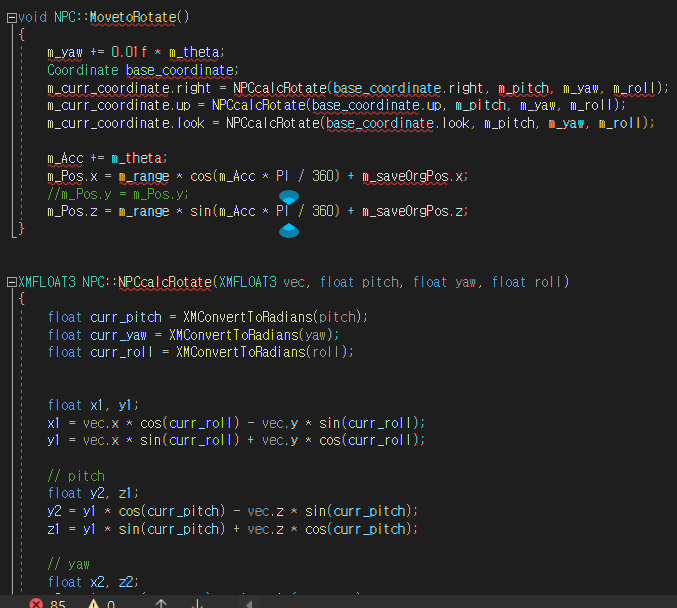 void NPC::MovetoRotate()
{
m_yaw += 0.01f * m_theta;
Coordinate base_coordinate;
m_curr_coordinate.right = NPCcalcRotate(base_coordinate.right, m_pitch, m_yaw, m_roll);
m_curr_coordinate.up = NPCcalcRotate(base_coordinate.up, m_pitch, m_yaw, m_roll);
m_curr_coordinate.look = NPCcalcRotate(base_coordinate.look, m_pitch, m_yaw, m_roll);
m_Acc += m_theta;
m_Pos.x = m_range * cos(m_Acc * PI / 360) + m_saveOrgPos.x;
//m_Pos.y = m_Pos.y;
m_Pos.z = m_range * sin(m_Acc * PI / 360) + m_saveOrgPos.z;
}
XMFLOAT3 NPC::NPCcalcRotate(XMFLOAT3 vec, float pitch, float yaw, float roll)
{
float curr_pitch = XMConvertToRadians(pitch);
float curr_yaw = XMConvertToRadians(yaw);
float curr_roll = XMConvertToRadians(roll);
float x1, y1;
x1 = vec.x * cos(curr_roll) - vec.y * sin(curr_roll);
y1 = vec.x * sin(curr_roll) + vec.y * cos(curr_roll);
// pitch
float y2, z1;
y2 = y1 * cos(curr_pitch) - vec.z * sin(curr_pitch);
z1 = y1 * sin(curr_pitch) + vec.z * cos(curr_pitch);
// yaw
float x2, z2;
85 0